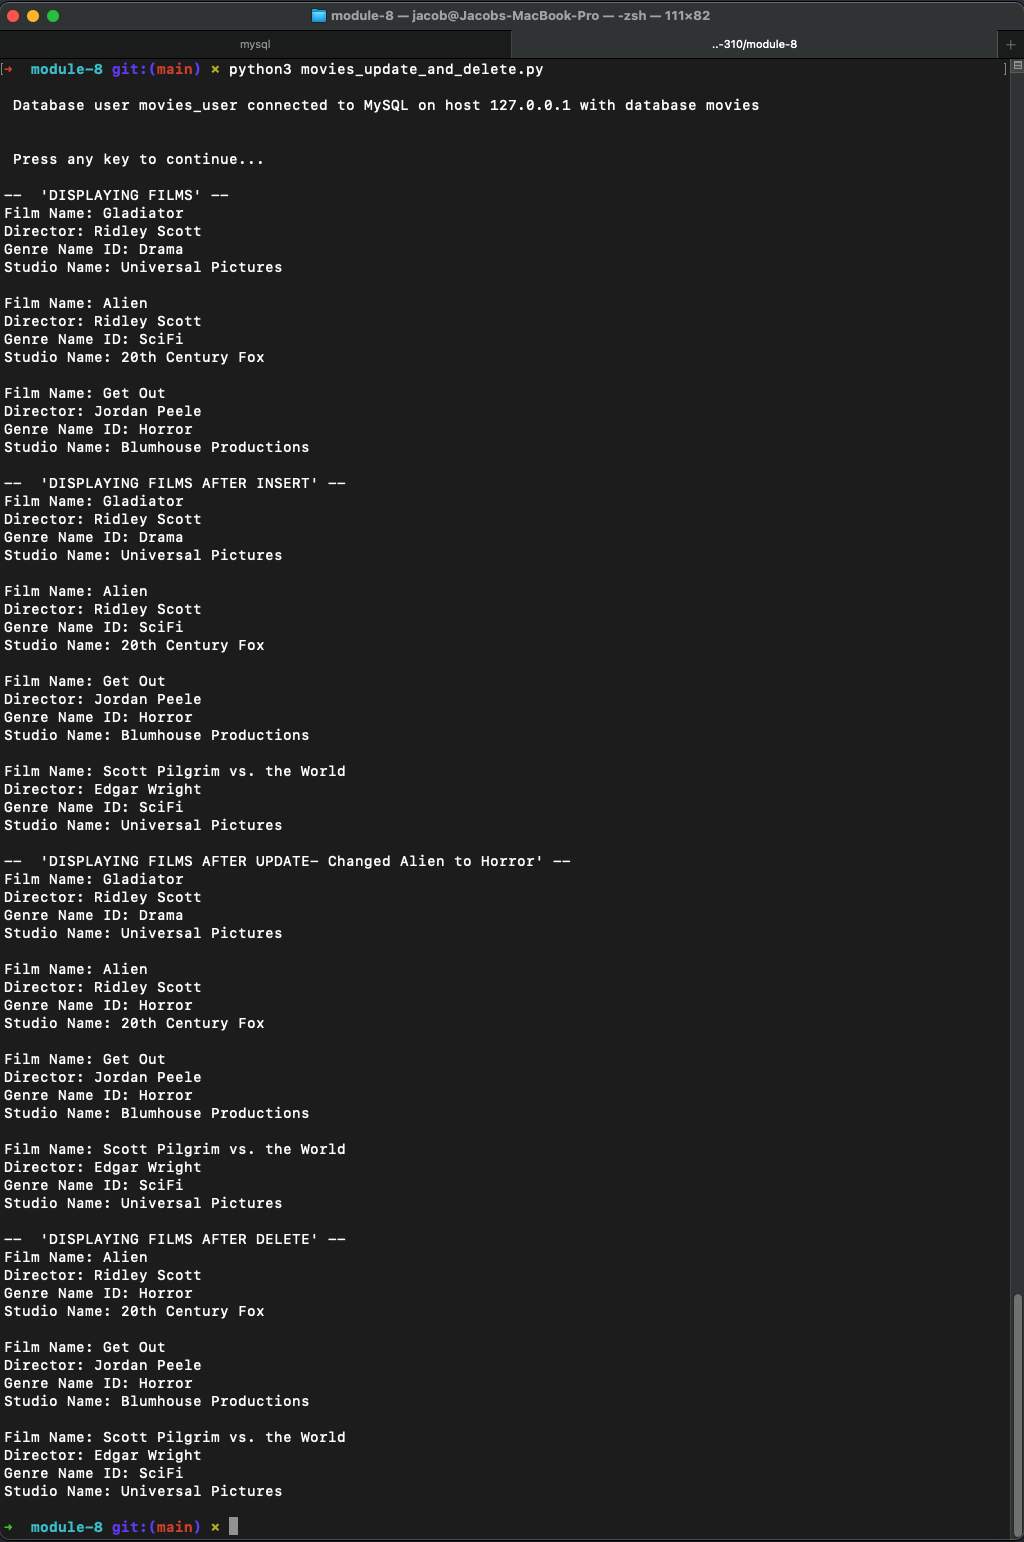 module-8 — jacob@Jacobs-MacBook-Pro — -zsh — 111×82
mysql
..-310/module-8
+
[➜ module-8 git:(main) ✗ python3 movies_update_and_delete.py ]
Database user movies_user connected to MySQL on host 127.0.0.1 with database movies
Press any key to continue...
-- 'DISPLAYING FILMS' --
Film Name: Gladiator
Director: Ridley Scott
Genre Name ID: Drama
Studio Name: Universal Pictures
Film Name: Alien
Director: Ridley Scott
Genre Name ID: SciFi
Studio Name: 20th Century Fox
Film Name: Get Out
Director: Jordan Peele
Genre Name ID: Horror
Studio Name: Blumhouse Productions
-- 'DISPLAYING FILMS AFTER INSERT' --
Film Name: Gladiator
Director: Ridley Scott
Genre Name ID: Drama
Studio Name: Universal Pictures
Film Name: Alien
Director: Ridley Scott
Genre Name ID: SciFi
Studio Name: 20th Century Fox
Film Name: Get Out
Director: Jordan Peele
Genre Name ID: Horror
Studio Name: Blumhouse Productions
Film Name: Scott Pilgrim vs. the World
Director: Edgar Wright
Genre Name ID: SciFi
Studio Name: Universal Pictures
-- 'DISPLAYING FILMS AFTER UPDATE- Changed Alien to Horror' --
Film Name: Gladiator
Director: Ridley Scott
Genre Name ID: Drama
Studio Name: Universal Pictures
Film Name: Alien
Director: Ridley Scott
Genre Name ID: Horror
Studio Name: 20th Century Fox
Film Name: Get Out
Director: Jordan Peele
Genre Name ID: Horror
Studio Name: Blumhouse Productions
Film Name: Scott Pilgrim vs. the World
Director: Edgar Wright
Genre Name ID: SciFi
Studio Name: Universal Pictures
-- 'DISPLAYING FILMS AFTER DELETE' --
Film Name: Alien
Director: Ridley Scott
Genre Name ID: Horror
Studio Name: 20th Century Fox
Film Name: Get Out
Director: Jordan Peele
Genre Name ID: Horror
Studio Name: Blumhouse Productions
Film Name: Scott Pilgrim vs. the World
Director: Edgar Wright
Genre Name ID: SciFi
Studio Name: Universal Pictures
➜ module-8 git:(main) ✗